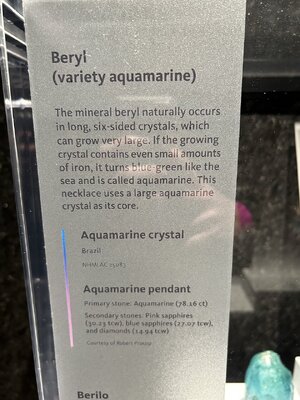 Beryl
(variety aquamarine)
The mineral beryl naturally occurs
in long, six-sided crystals, which
can grow very large. If the growing
crystal contains even small amounts
of iron, it turns blue-green like the
sea and is called aquamarine. This
necklace uses a large aquamarine
crystal as its core.
Aquamarine crystal
Brazil
NHMLAC 25083
Aquamarine pendant
Primary stone: Aquamarine (78.16 ct)
Secondary stones: Pink sapphires
(30.23 tcw), blue sapphires (27.07 tcw),
and diamonds (14.94 tcw)
Courtesy of Robert Procop
Berilo